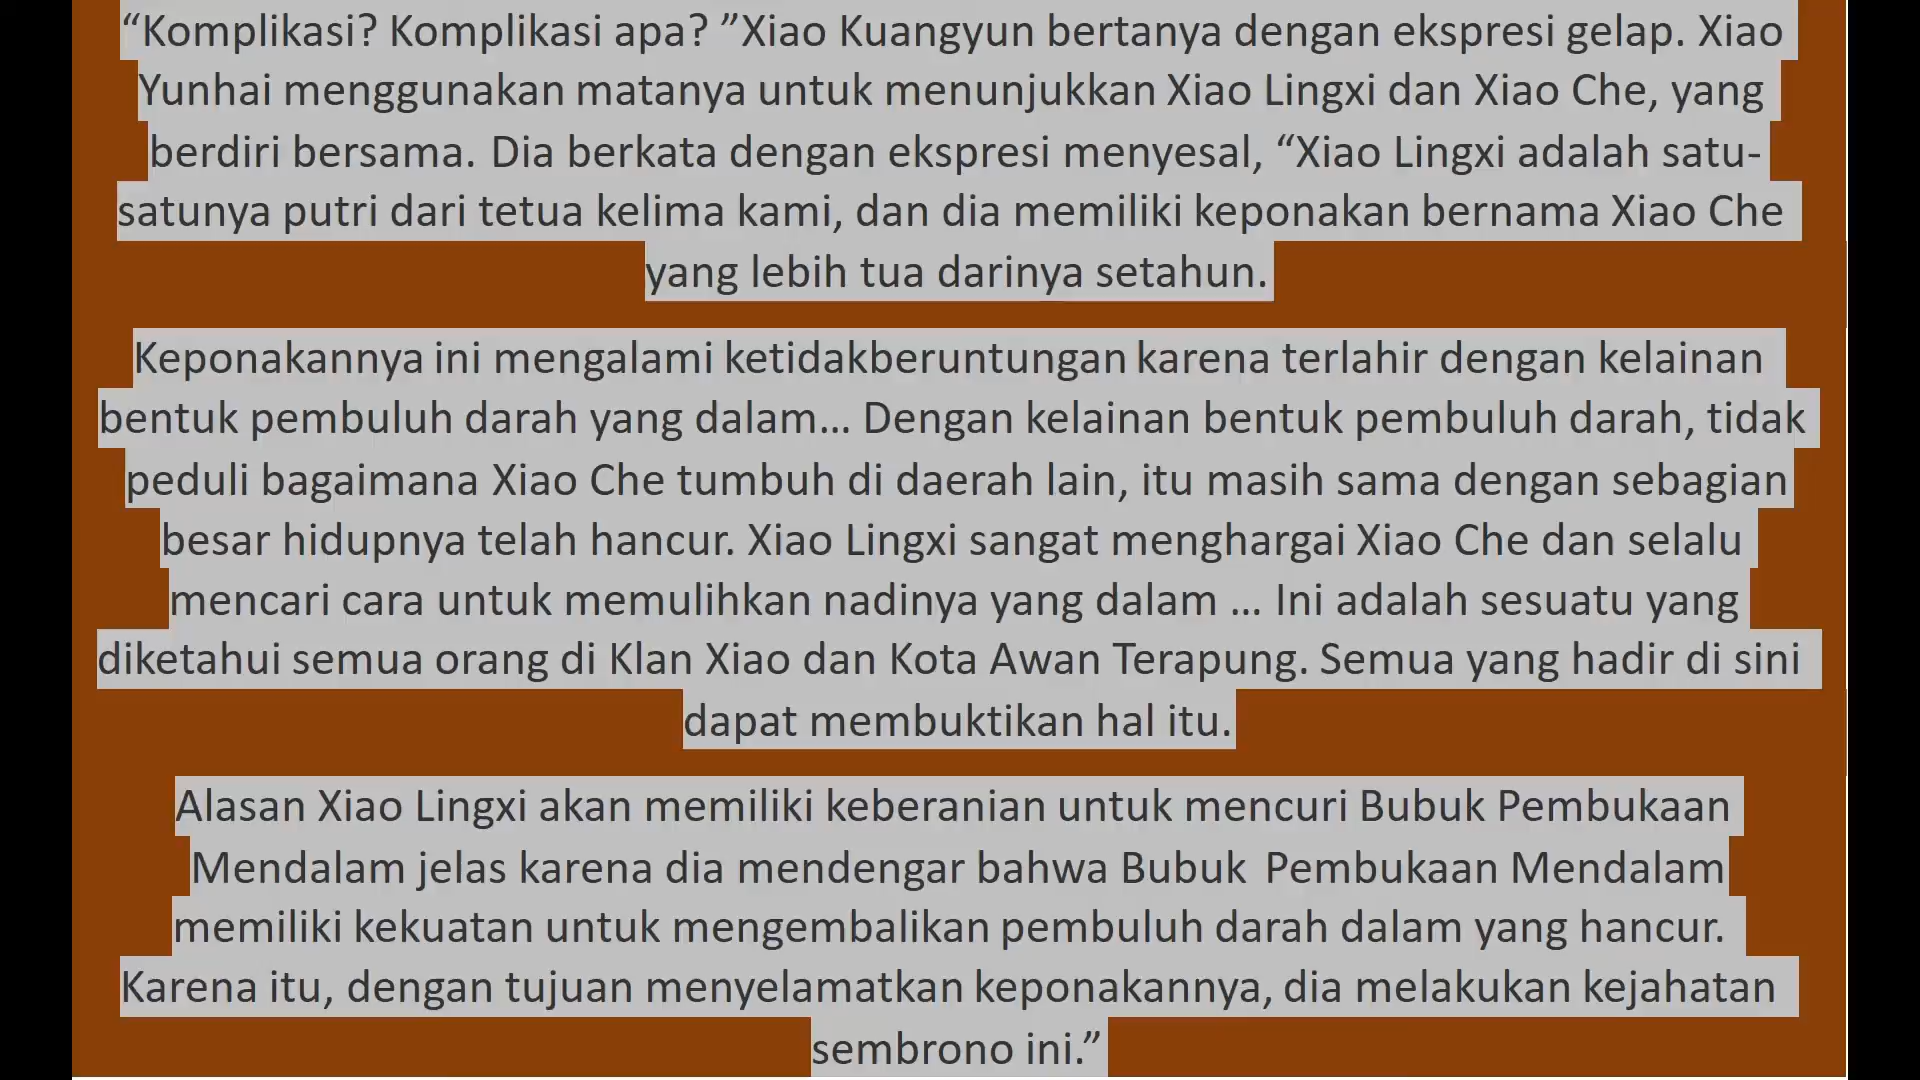 “Komplikasi? Komplikasi apa? ”Xiao Kuangyun bertanya dengan ekspresi gelap. Xiao
Yunhai menggunakan matanya untuk menunjukkan Xiao Lingxi dan Xiao Che, yang
berdiri bersama. Dia berkata dengan ekspresi menyesal, “Xiao Lingxi adalah satu-
satunya putri dari tetua kelima kami, dan dia memiliki keponakan bernama Xiao Che
yang lebih tua darinya setahun.
Keponakannya ini mengalami ketidakberuntungan karena terlahir dengan kelainan
bentuk pembuluh darah yang dalam... Dengan kelainan bentuk pembuluh darah, tidak
peduli bagaimana Xiao Che tumbuh di daerah lain, itu masih sama dengan sebagian
besar hidupnya telah hancur. Xiao Lingxi sangat menghargai Xiao Che dan selalu
mencari cara untuk memulihkan nadinya yang dalam ... Ini adalah sesuatu yang
diketahui semua orang di Klan Xiao dan Kota Awan Terapung. Semua yang hadir di sini
dapat membuktikan hal itu.
Alasan Xiao Lingxi akan memiliki keberanian untuk mencuri Bubuk Pembukaan
Mendalam jelas karena dia mendengar bahwa Bubuk Pembukaan Mendalam
memiliki kekuatan untuk mengembalikan pembuluh darah dalam yang hancur.
Karena itu, dengan tujuan menyelamatkan keponakannya, dia melakukan kejahatan
sembrono ini.”